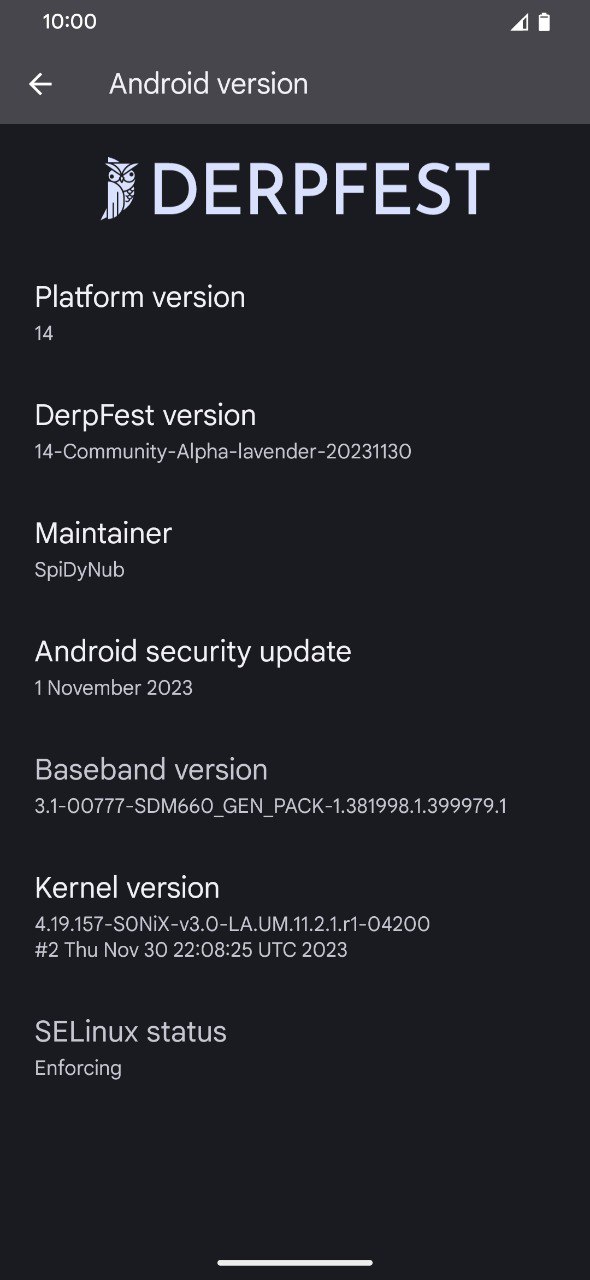 10:00
Android version
DERPFEST
Platform version
14
DerpFest version
14-Community-Alpha-lavender-20231130
Maintainer
SpiDyNub
Android security update
1 November 2023
Baseband version
3.1-00777-SDM660_GEN_PACK-1.381998.1.399979.1
Kernel version
4.19.157-S0NiX-v3.0-LA.UM.11.2.1.r1-04200
#2 Thu Nov 30 22:08:25 UTC 2023
SELinux status
Enforcing